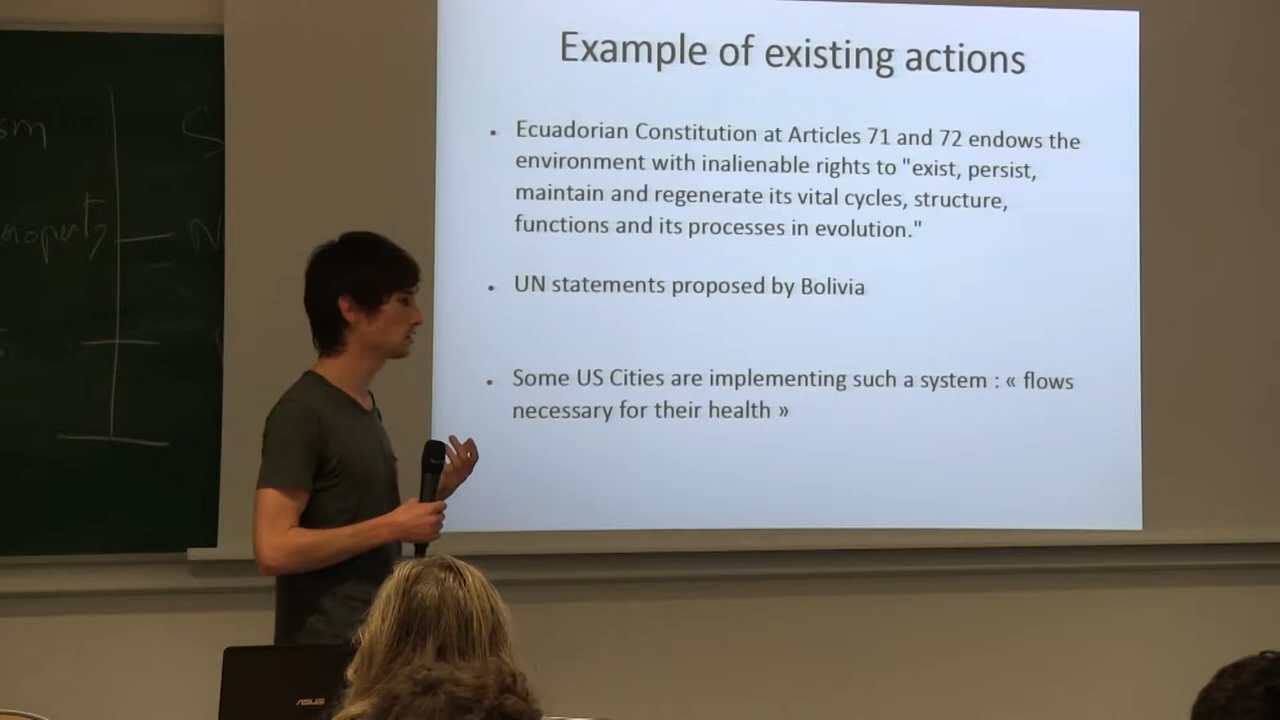 Example of existing actions
• Ecuadorian Constitution at Articles 71 and 72 endows the
environment with inalienable rights to "exist, persist,
maintain and regenerate its vital cycles, structure,
functions and its processes in evolution."
• UN statements proposed by Bolivia
• Some US Cities are implementing such a system : « flows
necessary for their health »
ASUS